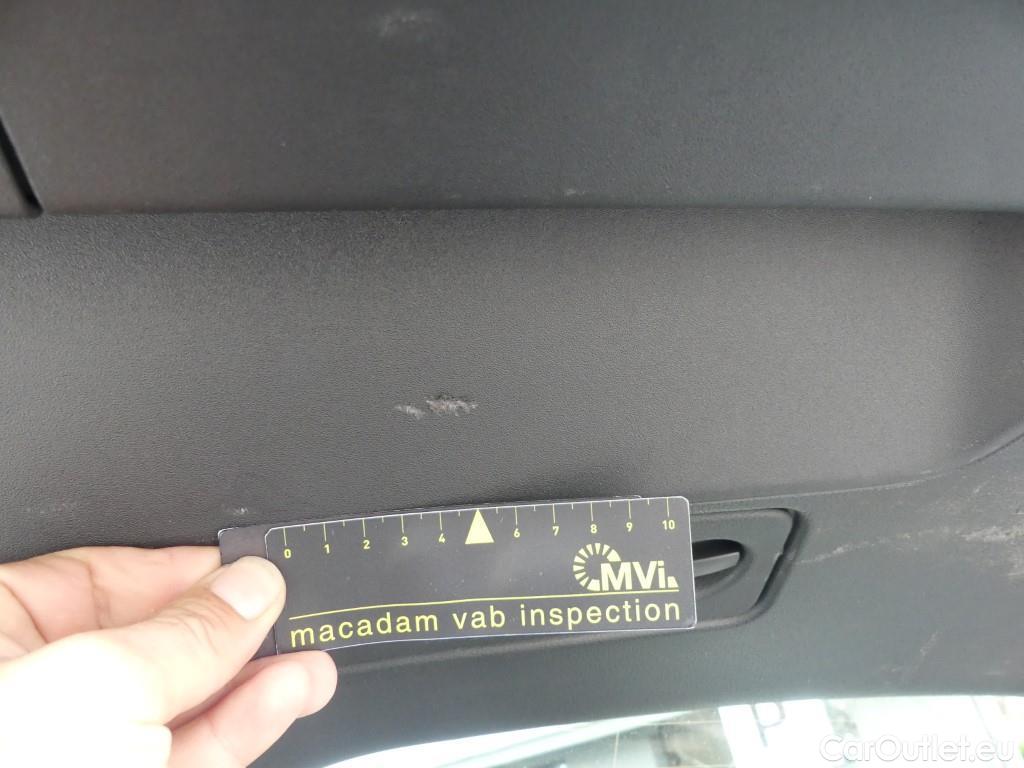 0 1 2 3 4 6 7 8 9 10
MVi
macadam vab inspection
CarOutlet.eu